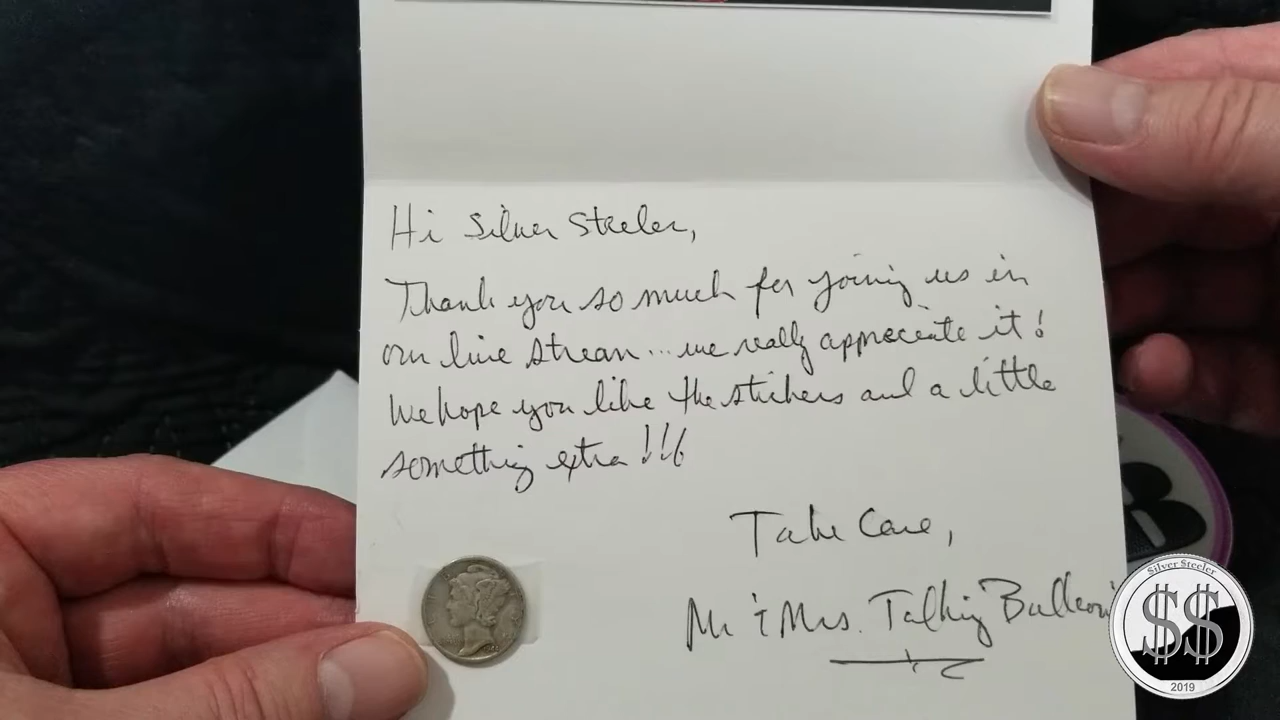 Hi Silver Steeler,
Thank you so much for joining us in
our live stream... we really appreciate it!
We hope you like the stickers and a little
something extra!!!
Take Care,
Mr & Mrs. Talking Bullion
Silver Steeler
$$
2019